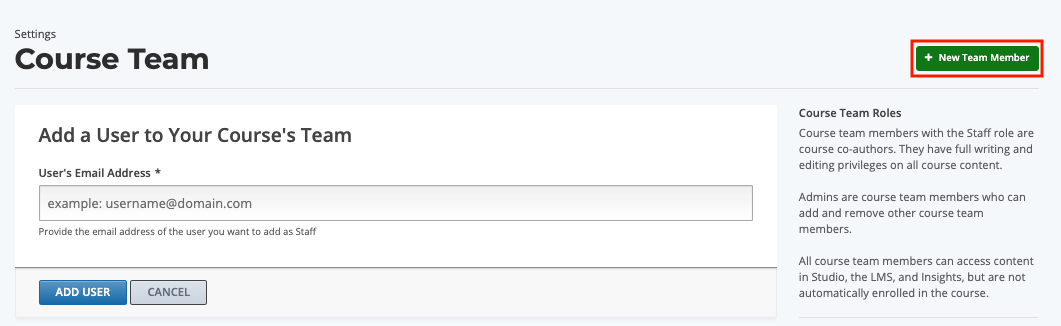 Settings
Course Team
+ New Team Member
Add a User to Your Course's Team
User's Email Address *
example: username@domain.com
Provide the email address of the user you want to add as Staff
ADD USER
CANCEL
Course Team Roles
Course team members with the Staff role are
course co-authors. They have full writing and
editing privileges on all course content.
Admins are course team members who can
add and remove other course team
members.
All course team members can access content
in Studio, the LMS, and Insights, but are not
automatically enrolled in the course.